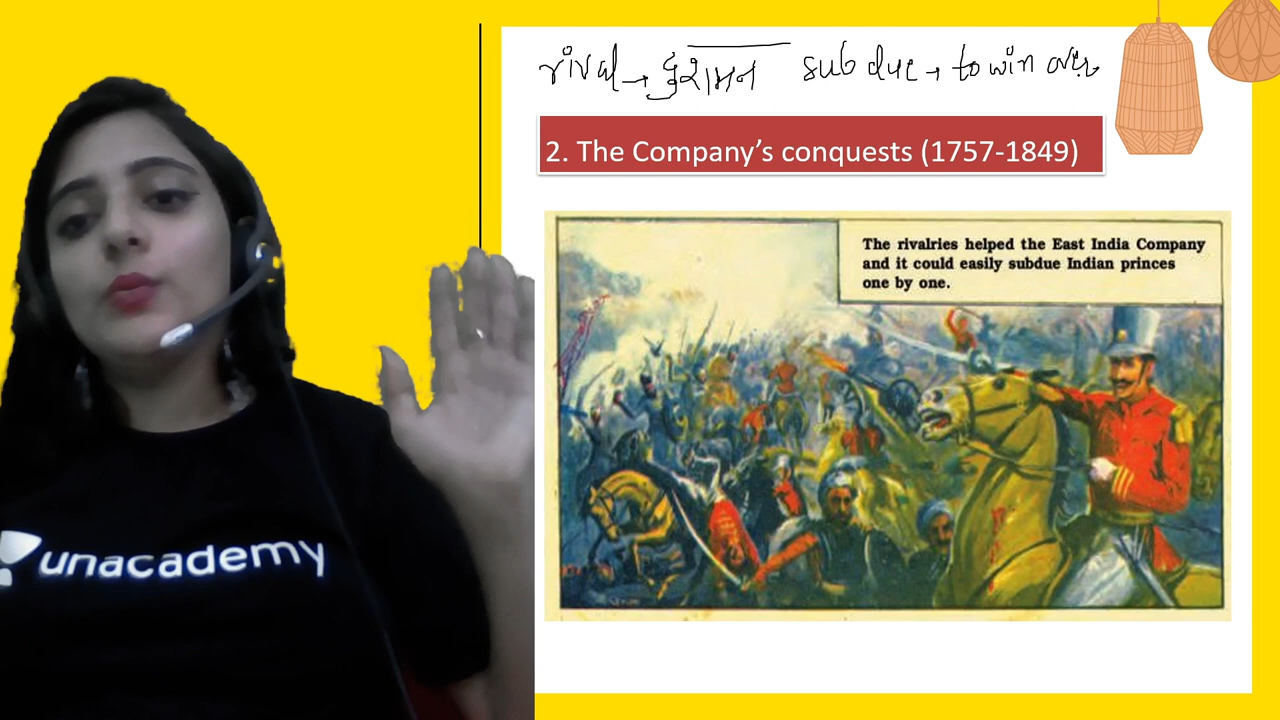 rival → दुश्मन subdue → to win over
2. The Company’s conquests (1757-1849)
The rivalries helped the East India Company
and it could easily subdue Indian princes
one by one.
unacademy